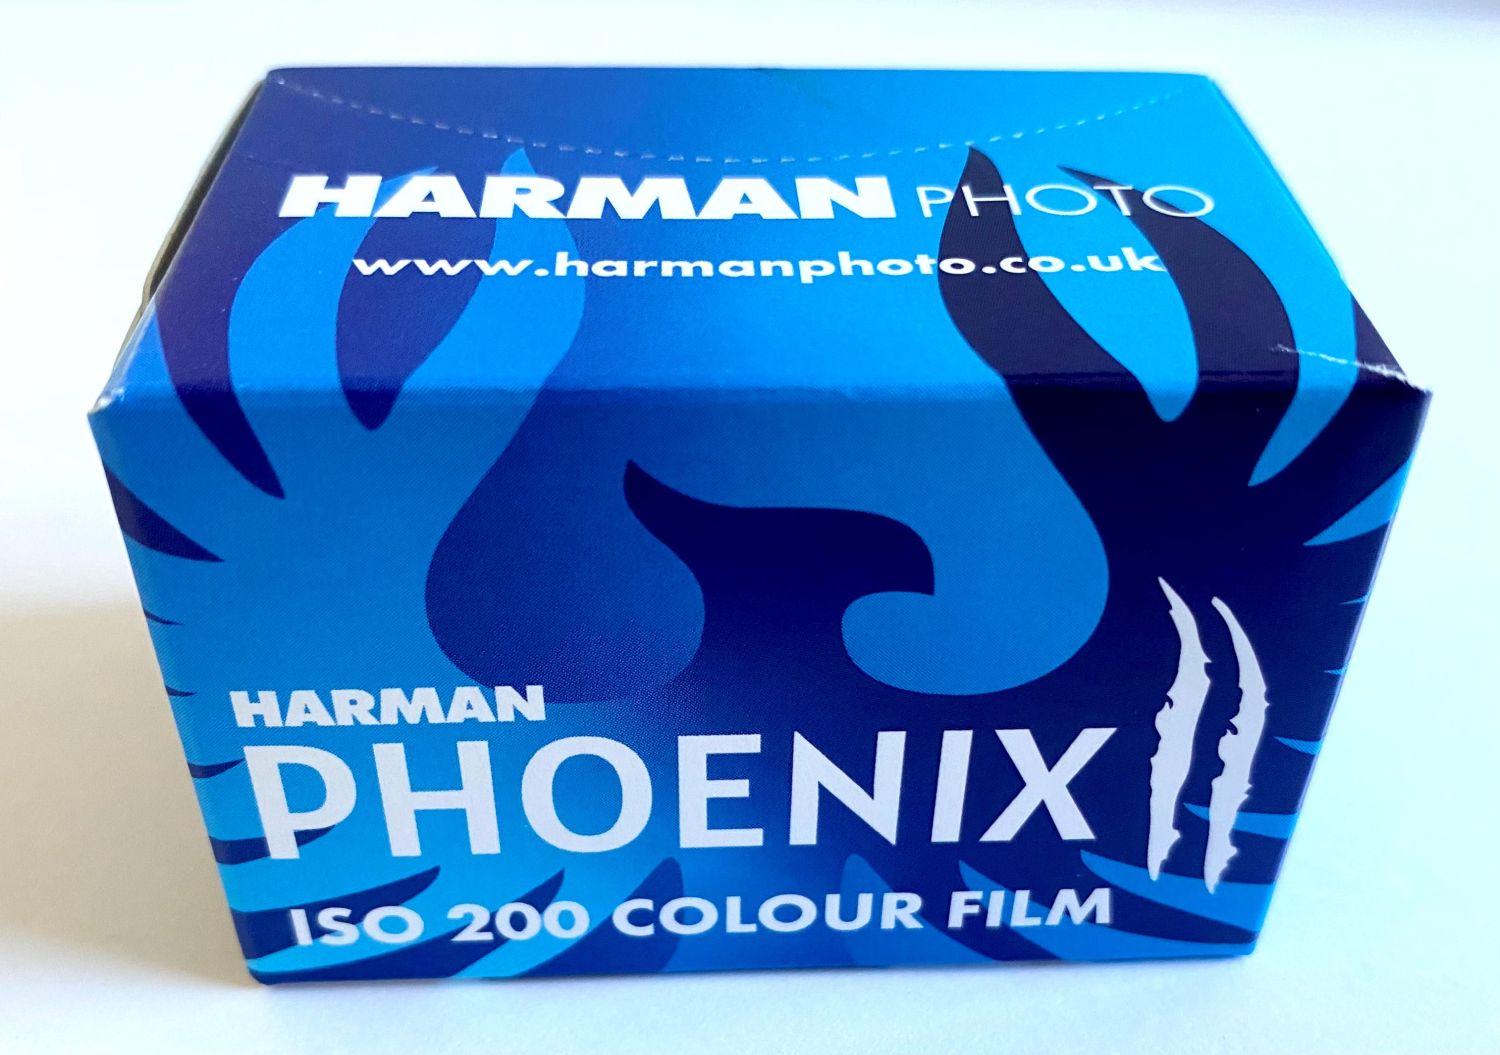 HARMAN PHOTO
www.harmanphoto.co.uk
HARMAN
PHOENIX II
ISO 200 COLOUR FILM